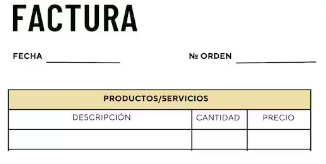 FACTURA
FECHA Nº ORDEN
PRODUCTOS/SERVICIOS
DESCRIPCIÓN CANTIDAD PRECIO